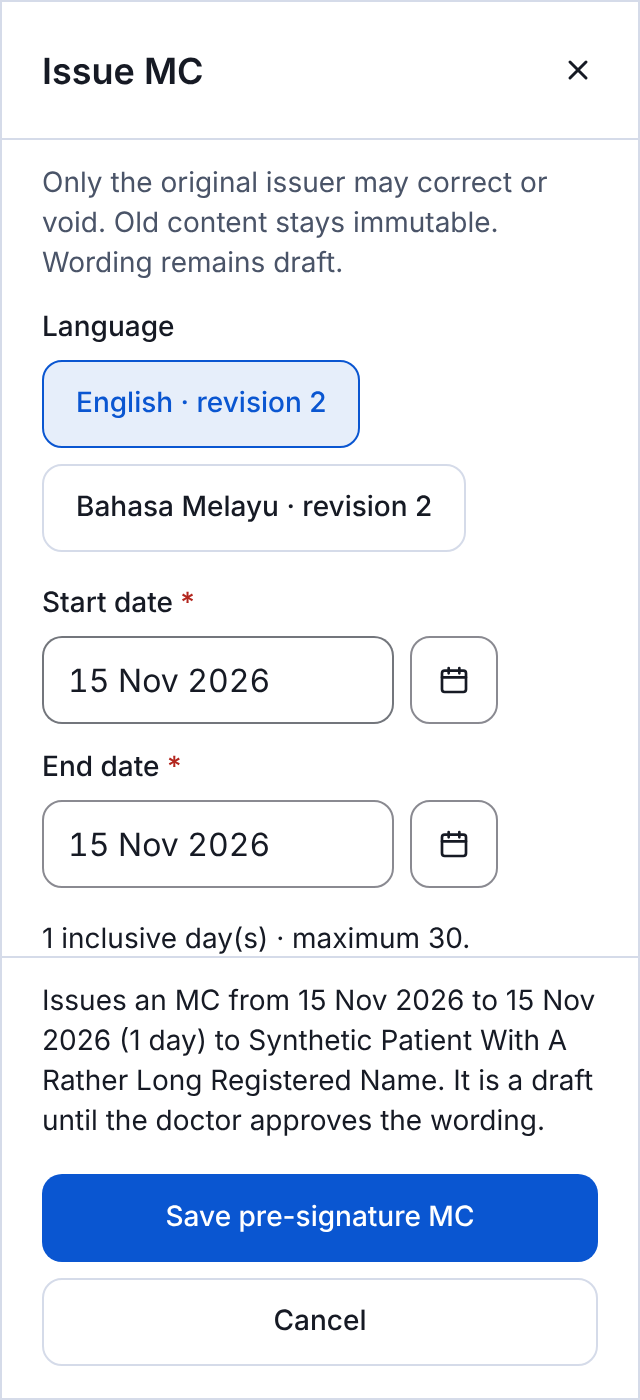 Issue MC
Only the original issuer may correct or
void. Old content stays immutable.
Wording remains draft.
Language
English · revision 2
Bahasa Melayu · revision 2
Start date *
15 Nov 2026
End date *
15 Nov 2026
1 inclusive day(s) · maximum 30.
Issues an MC from 15 Nov 2026 to 15 Nov
2026 (1 day) to Synthetic Patient With A
Rather Long Registered Name. It is a draft
until the doctor approves the wording.
Save pre-signature MC
Cancel